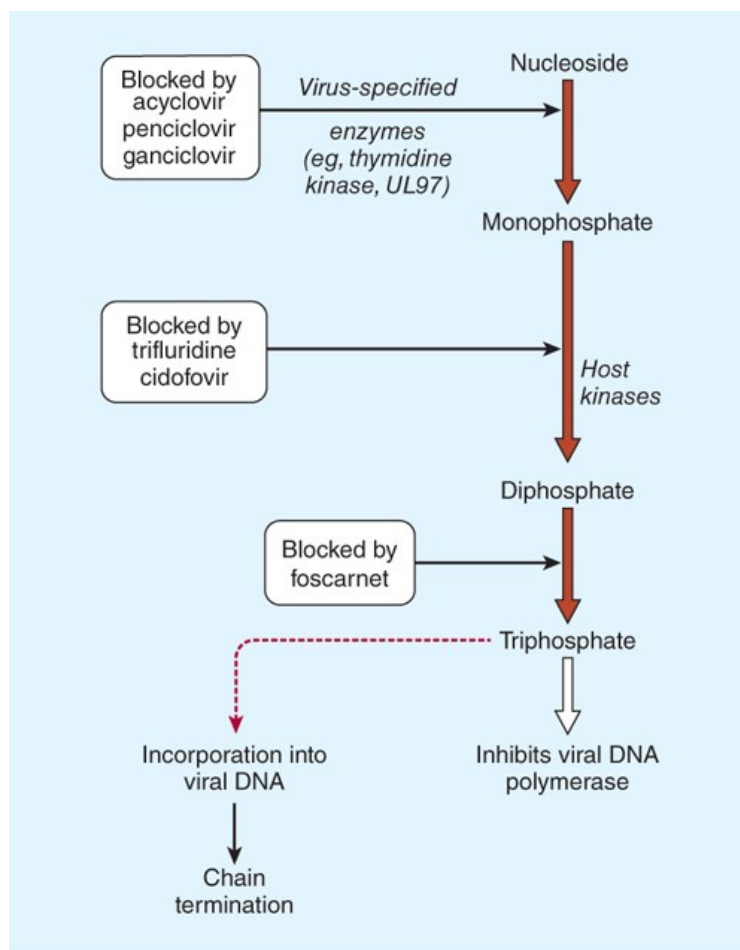 Nucleoside
Blocked by
acyclovir
penciclovir
ganciclovir
Virus-specified
enzymes
(eg, thymidine
kinase, UL97)
Monophosphate
Blocked by
trifluridine
cidofovir
Host
kinases
Diphosphate
Blocked by
foscarnet
Triphosphate
Incorporation into
viral DNA
Inhibits viral DNA
polymerase
Chain
termination